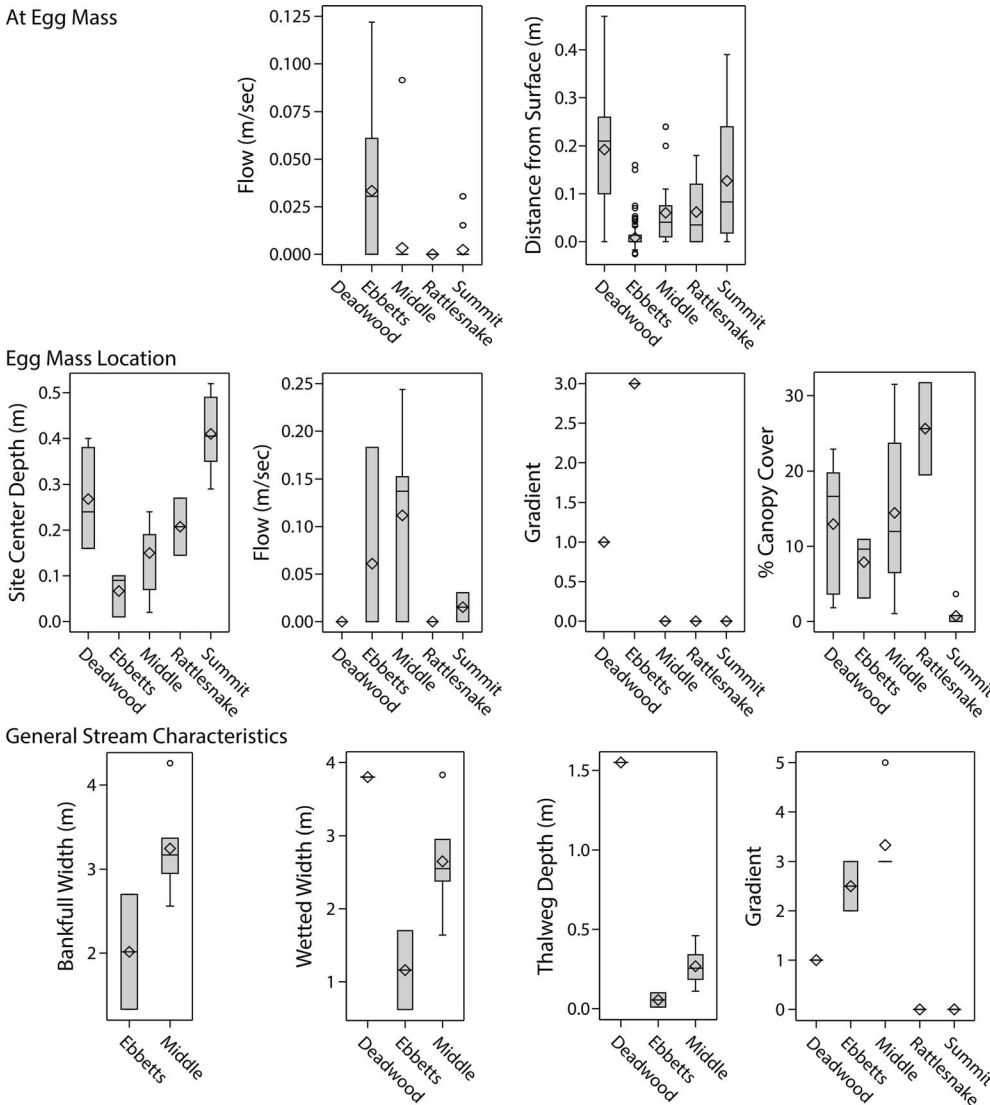 At Egg Mass
Flow (m/sec)
0.125
0.100
0.075
0.050
0.025
0.000
Deadwood
Ebbetts
Middle
Rattlesnake
Summit
Distance from Surface (m)
0.4
0.3
0.2
0.1
0.0
Deadwood
Ebbetts
Middle
Rattlesnake
Summit
Egg Mass Location
Site Center Depth (m)
0.5
0.4
0.3
0.2
0.1
0.0
Deadwood
Ebbetts
Middle
Rattlesnake
Summit
Flow (m/sec)
0.25
0.20
0.15
0.10
0.05
0.00
Deadwood
Ebbetts
Middle
Rattlesnake
Summit
Gradient
3.0
2.5
2.0
1.5
1.0
0.5
0.0
Deadwood
Ebbetts
Middle
Rattlesnake
Summit
% Canopy Cover
30
20
10
0
Deadwood
Ebbetts
Middle
Rattlesnake
Summit
General Stream Characteristics
Bankfull Width (m)
4
3
2
Ebbetts
Middle
Wetted Width (m)
4
3
2
1
Deadwood
Ebbetts
Middle
Thalweg Depth (m)
1.5
1.0
0.5
0.0
Deadwood
Ebbetts
Middle
Gradient
5
4
3
2
1
0
Deadwood
Ebbetts
Middle
Rattlesnake
Summit